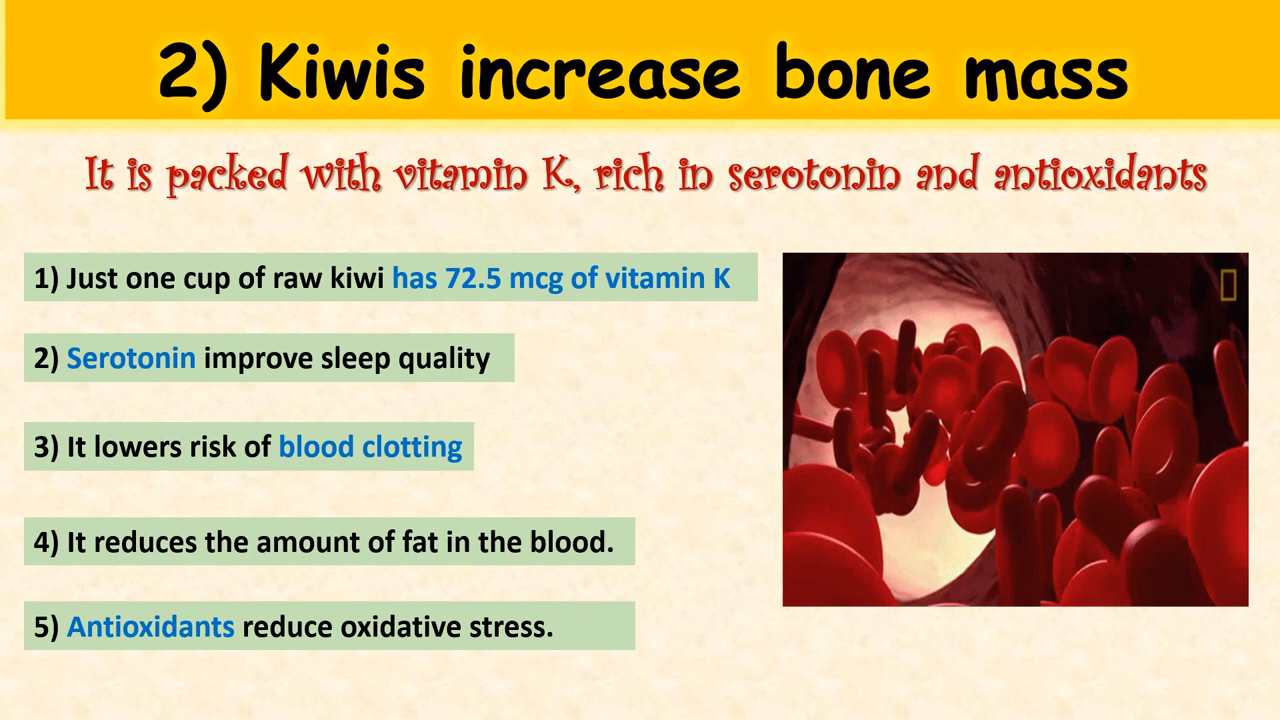 2) Kiwis increase bone mass
It is packed with vitamin K, rich in serotonin and antioxidants
1) Just one cup of raw kiwi has 72.5 mcg of vitamin K
2) Serotonin improve sleep quality
3) It lowers risk of blood clotting
4) It reduces the amount of fat in the blood.
5) Antioxidants reduce oxidative stress.